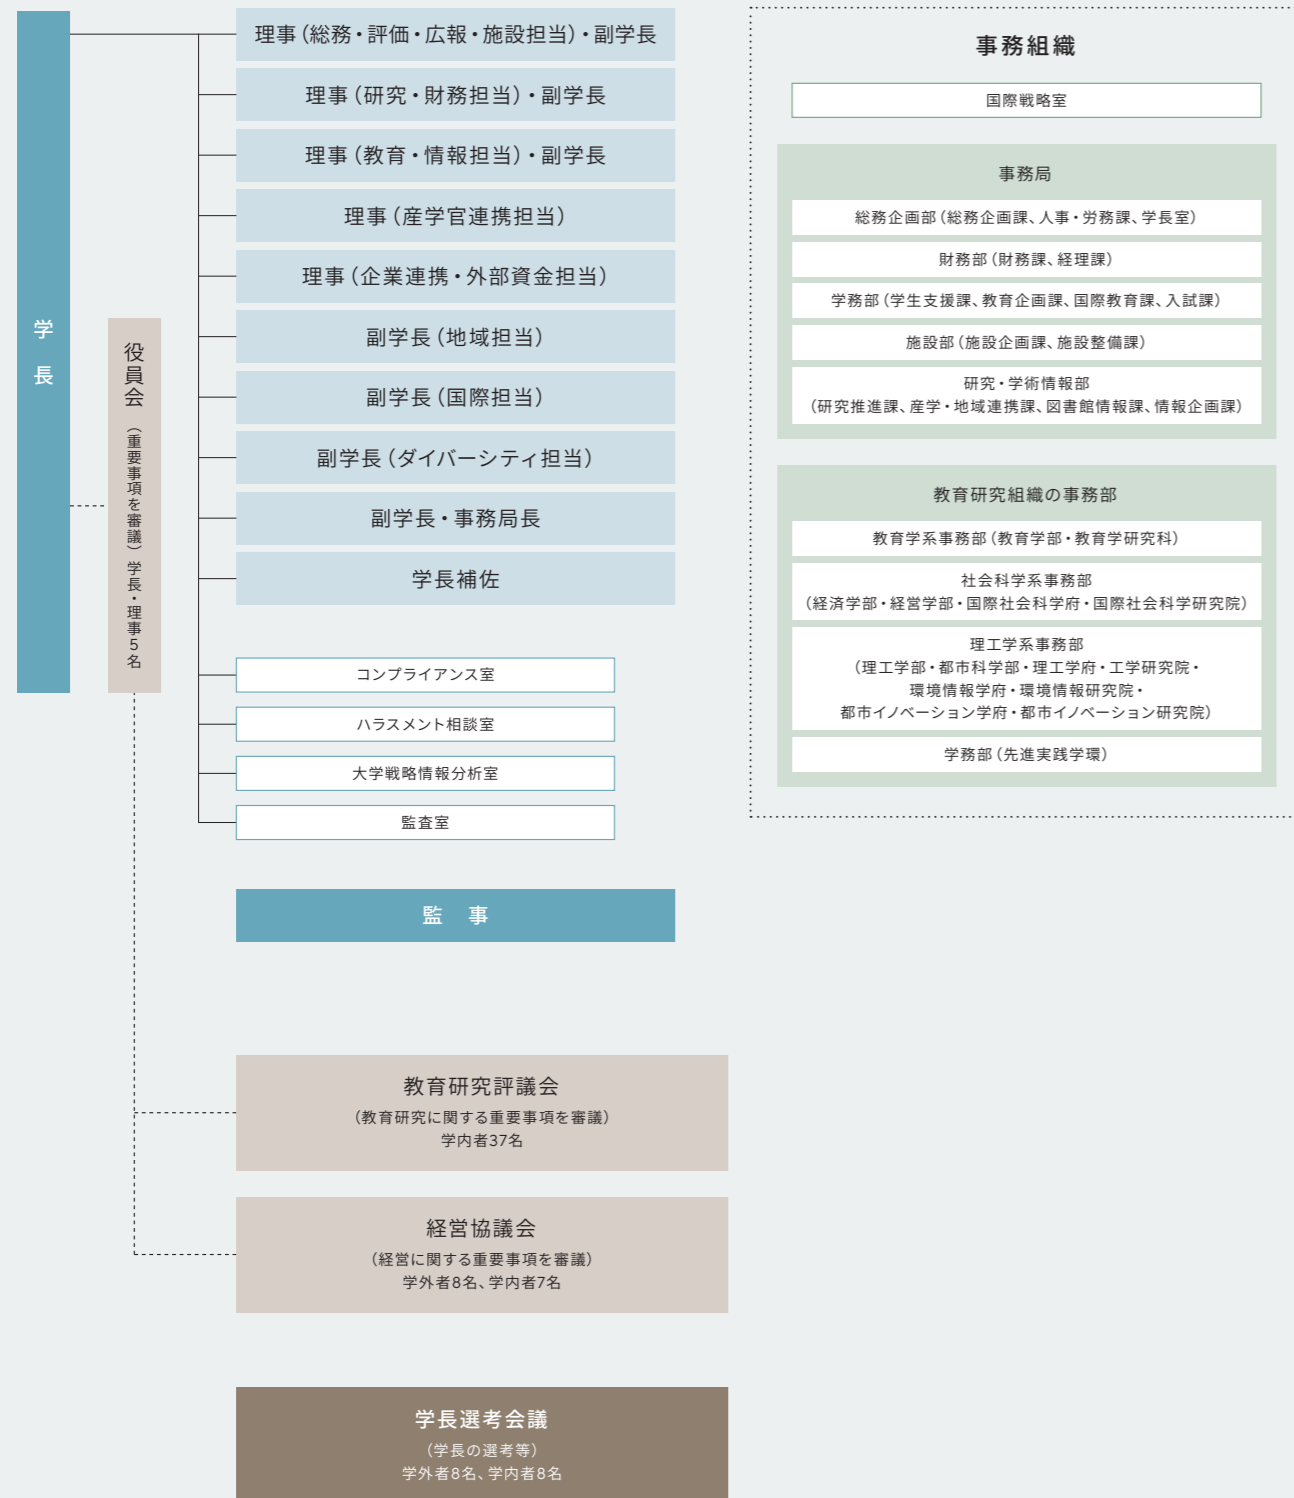 学長
役員会（重要事項を審議）学長・理事5名
理事（総務・評価・広報・施設担当）・副学長
理事（研究・財務担当）・副学長
理事（教育・情報担当）・副学長
理事（産学官連携担当）
理事（企業連携・外部資金担当）
副学長（地域担当）
副学長（国際担当）
副学長（ダイバーシティ担当）
副学長・事務局長
学長補佐
コンプライアンス室
ハラスメント相談室
大学戦略情報分析室
監査室
監　事
教育研究評議会
（教育研究に関する重要事項を審議）
学内者37名
経営協議会
（経営に関する重要事項を審議）
学外者8名、学内者7名
学長選考会議
（学長の選考等）
学外者8名、学内者8名
事務組織
国際戦略室
事務局
総務企画部（総務企画課、人事・労務課、学長室）
財務部（財務課、経理課）
学務部（学生支援課、教育企画課、国際教育課、入試課）
施設部（施設企画課、施設整備課）
研究・学術情報部
（研究推進課、産学・地域連携課、図書館情報課、情報企画課）
教育研究組織の事務部
教育学系事務部（教育学部・教育学研究科）
社会科学系事務部
（経済学部・経営学部・国際社会科学府・国際社会科学研究院）
理工学系事務部
（理工学部・都市科学部・理工学府・工学研究院・
環境情報学府・環境情報研究院・
都市イノベーション学府・都市イノベーション研究院）
学務部（先進実践学環）